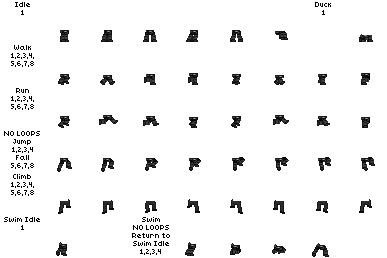 Idle
1
Duck
1
Walk
1,2,3,4,
5,6,7,8
Run
1,2,3,4,
5,6,7,8
NO LOOPS
Jump
1,2,3,4
Fall
5,6,7,8
Climb
1,2,3,4,
5,6,7,8
Swim Idle
1
Swim
NO LOOPS
Return to
Swim Idle
1,2,3,4